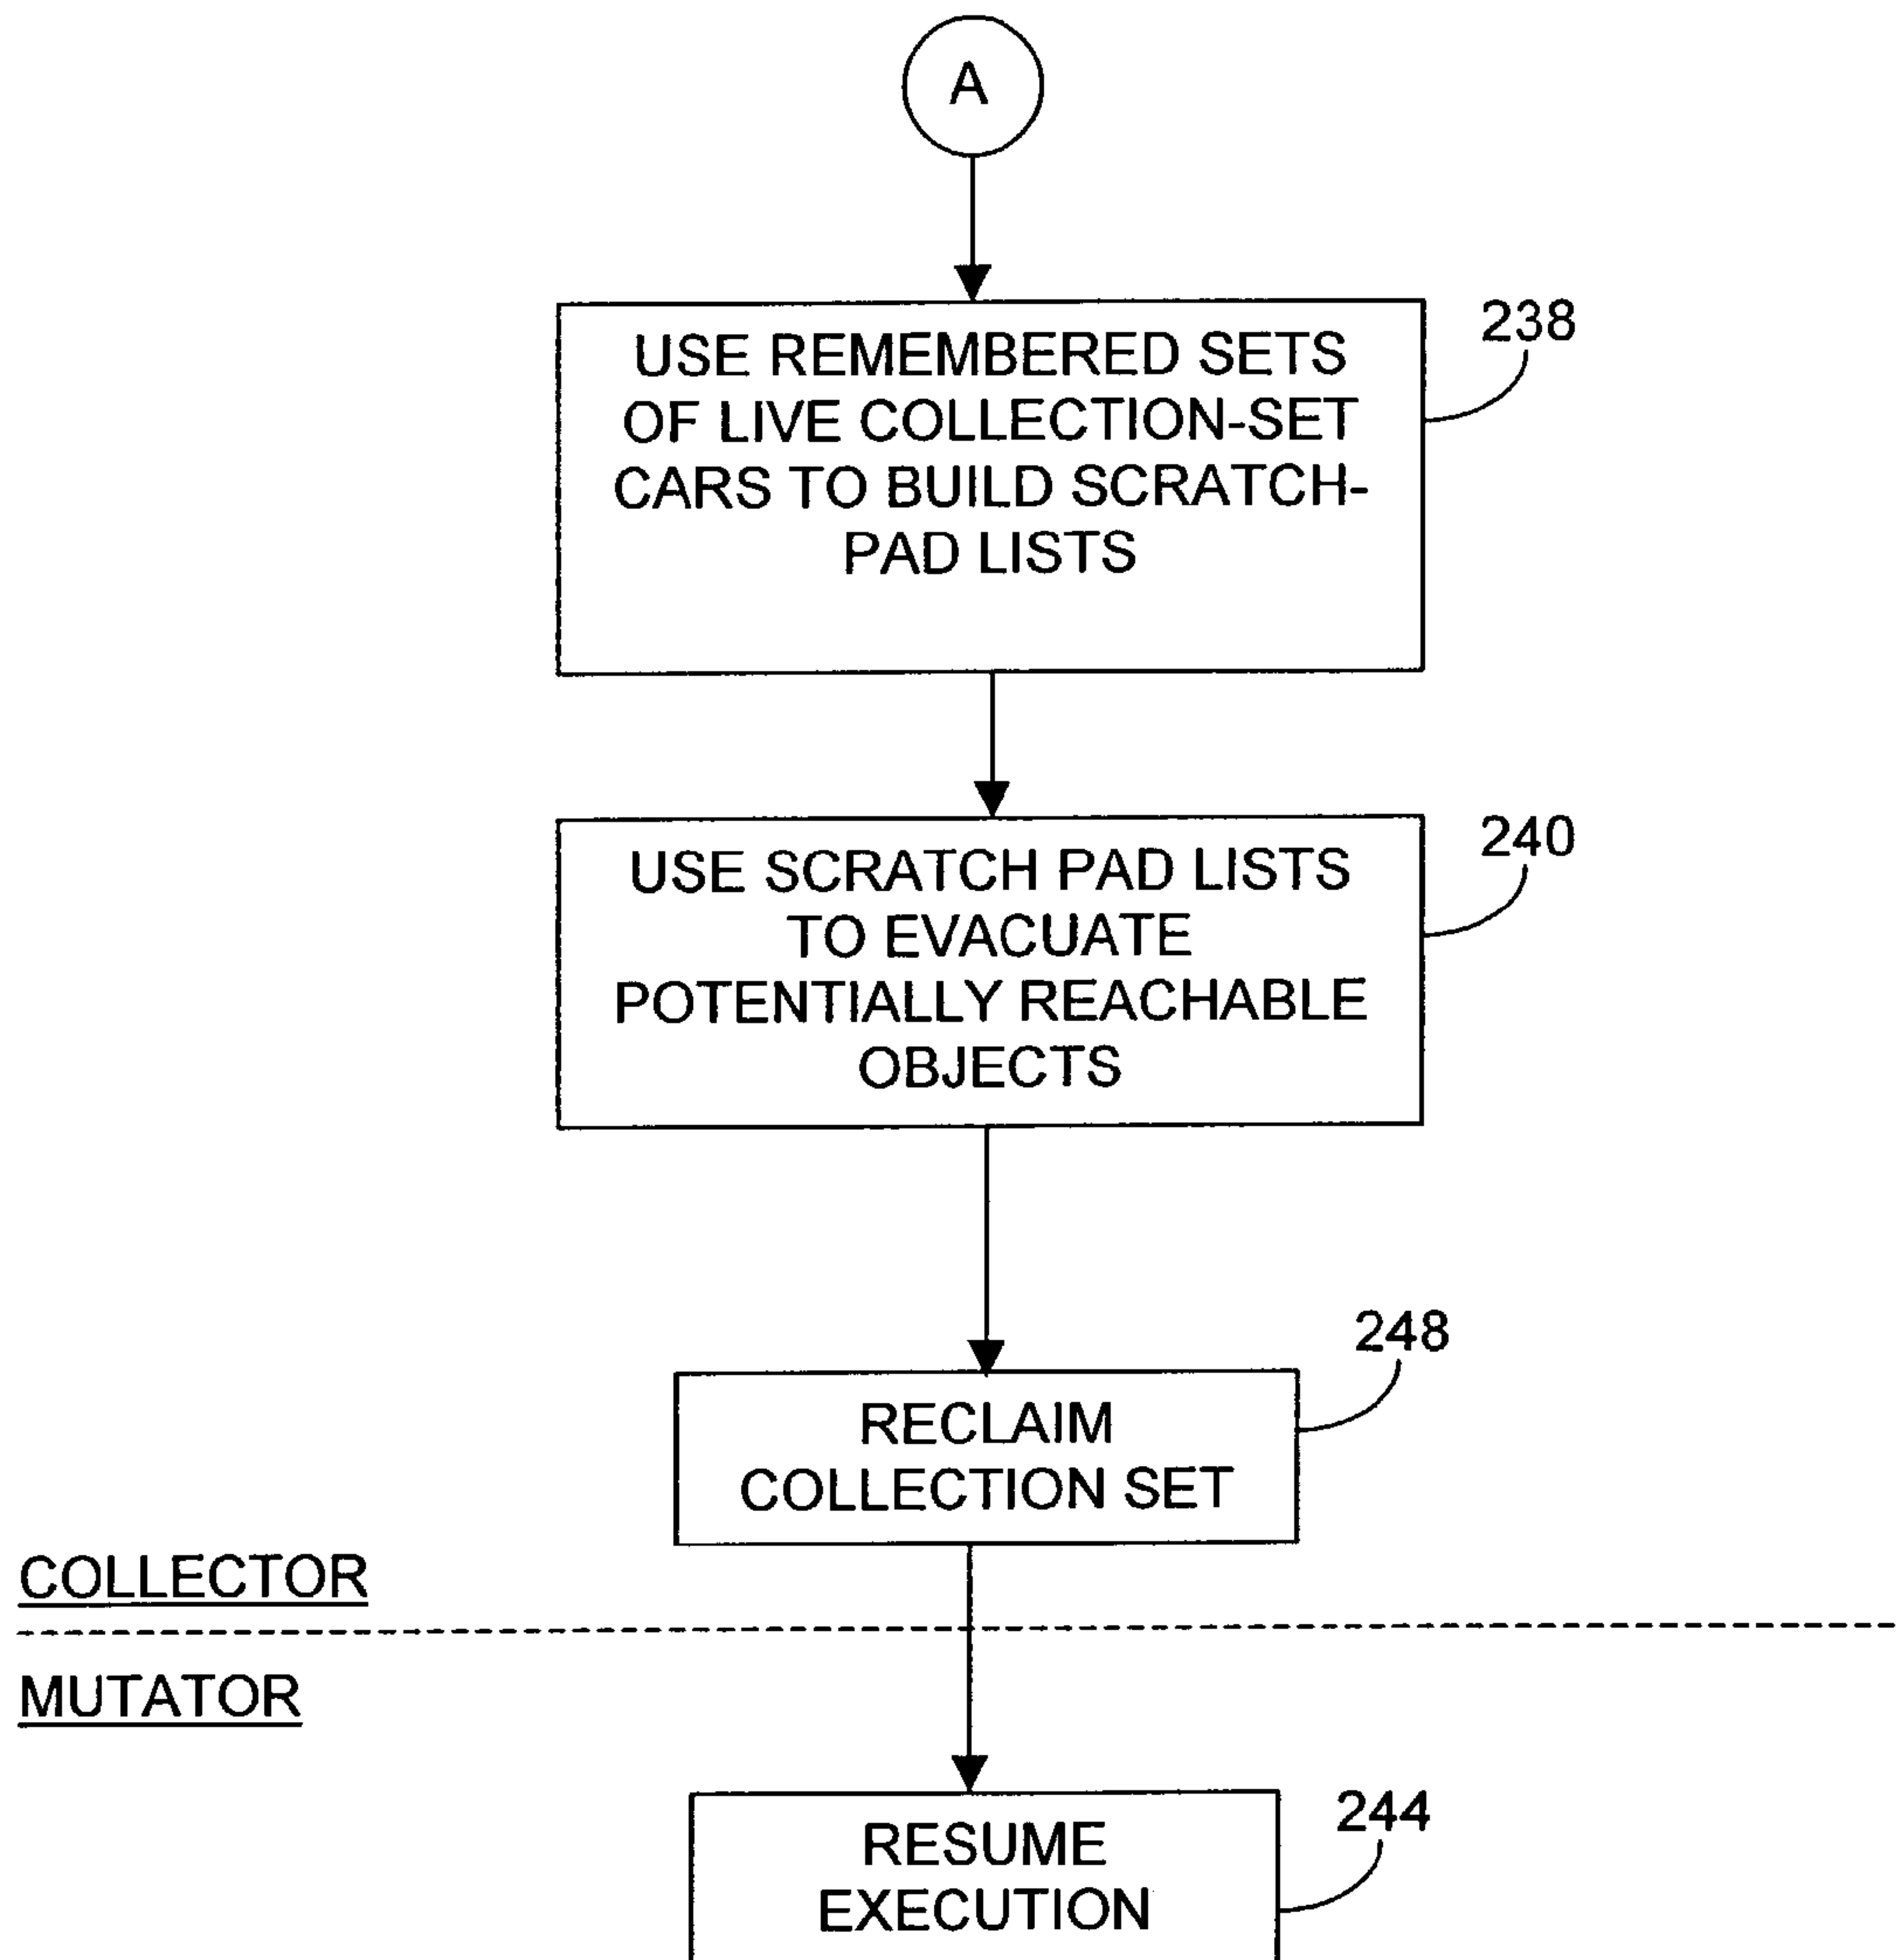 A
USE REMEMBERED SETS
OF LIVE COLLECTION-SET
CARS TO BUILD SCRATCH-
PAD LISTS
238
USE SCRATCH PAD LISTS
TO EVACUATE
POTENTIALLY REACHABLE
OBJECTS
240
RECLAIM
COLLECTION SET
248
COLLECTOR
MUTATOR
RESUME
EXECUTION
244